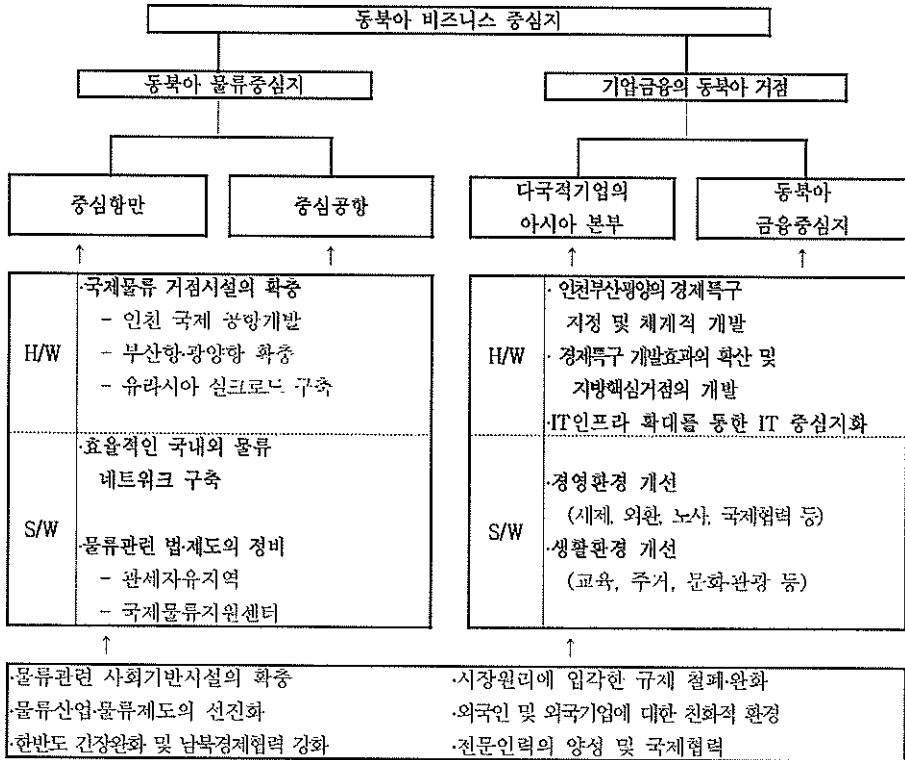 동북아 비즈니스 중심지
동북아 물류중심지
기업금융의 동북아 거점
중심항만
중심공항
다국적기업의
아시아 본부
동북아
금융중심지
↑ ↑ ↑ ↑
H/W
·국제물류 거점시설의 확충
- 인천 국제 공항개발
- 부산항·광양항 확충
- 유라시아 실크로드 구축
S/W
·효율적인 국내외 물류
네트워크 구축
·물류관련 법·제도의 정비
- 관세자유지역
- 국제물류지원센터
H/W
· 인천부산광양의 경제특구
지정 및 체계적 개발
· 경제특구 개발효과의 확산 및
지방핵심거점의 개발
·IT인프라 확대를 통한 IT 중심지화
S/W
·경영환경 개선
(세제, 외환, 노사, 국제협력 등)
·생활환경 개선
(교육, 주거, 문화·관광 등)
↑ ↑
·물류관련 사회기반시설의 확충
·물류산업·물류제도의 선진화
·한반도 긴장완화 및 남북경제협력 강화
·시장원리에 입각한 규제 철폐·완화
·외국인 및 외국기업에 대한 친화적 환경
·전문인력의 양성 및 국제협력